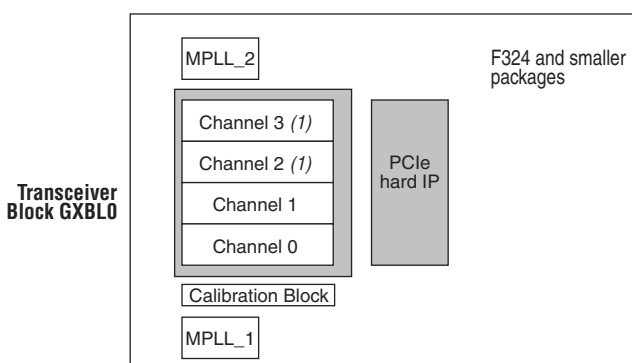 MPLL_2
F324 and smaller
packages
Channel 3 (1)
Channel 2 (1)
Channel 1
Channel 0
PCIe
hard IP
Transceiver
Block GXBL0
Calibration Block
MPLL_1